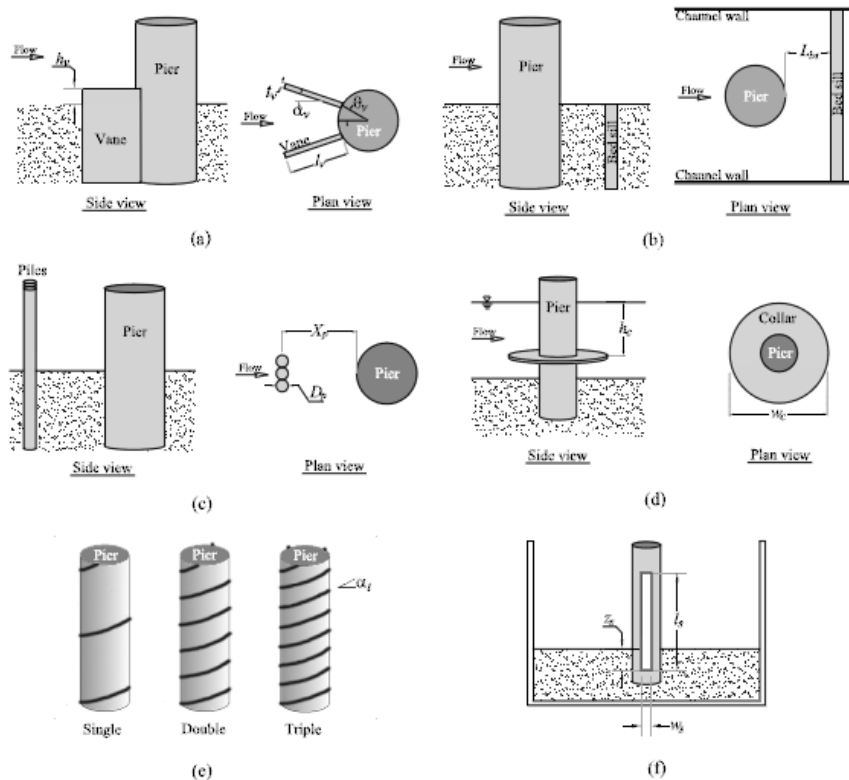 Flow
h_v
Pier
Vane
Side view
t_v
Flow
α_v
θ_v
Pier
Vane
l_v
Plan view
(a)
Flow
Pier
Bed sill
Side view
Channel wall
L_bs
Flow
Pier
Bed sill
Channel wall
Plan view
(b)
Piles
Pier
Side view
X_p
Flow
Pier
D_p
Plan view
(c)
Pier
Flow
h_c
Side view
Collar
Pier
w_c
Plan view
(d)
Pier
Pier
Pier
α_t
Single
Double
Triple
(e)
z_s
l_s
w_s
(f)